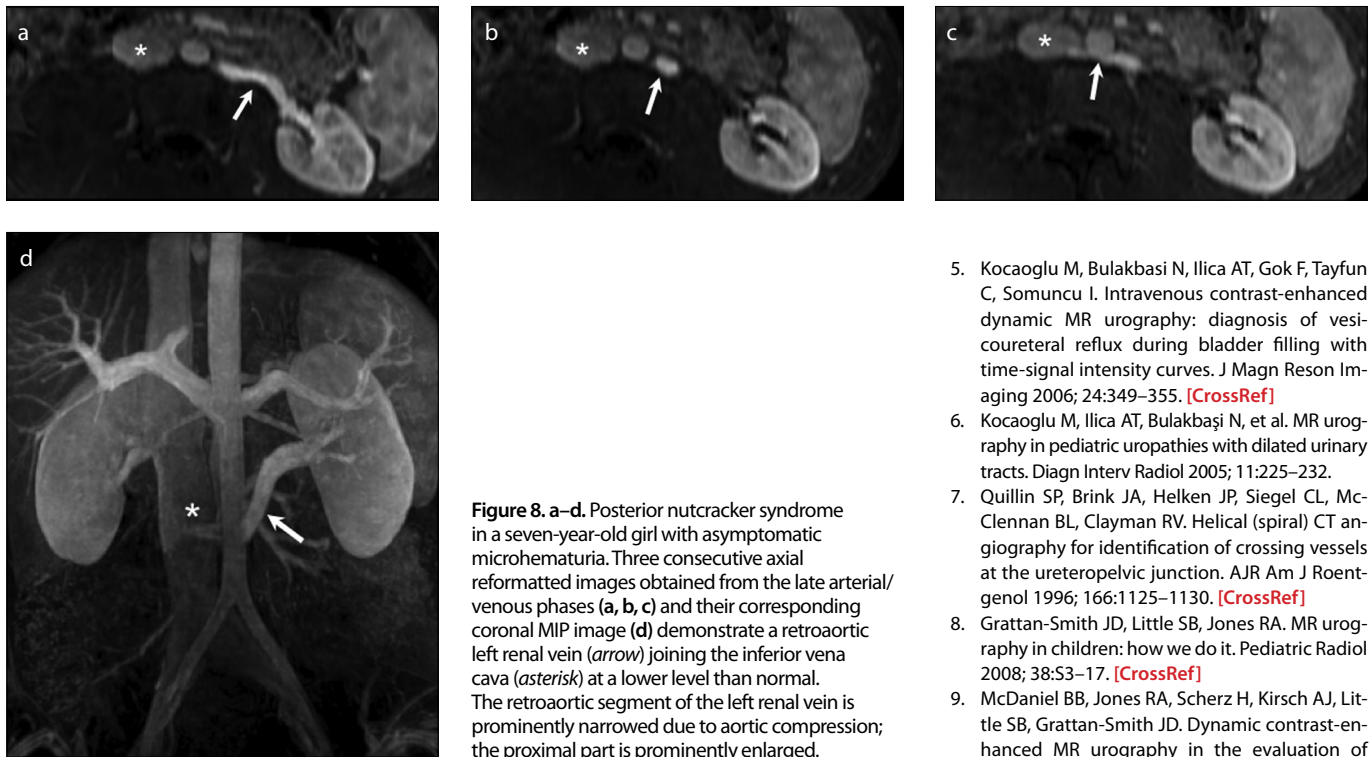 a
*
b
*
c
*
d
*
Figure 8. a–d. Posterior nutcracker syndrome
in a seven-year-old girl with asymptomatic
microhematuria. Three consecutive axial
reformatted images obtained from the late arterial/
venous phases (a, b, c) and their corresponding
coronal MIP image (d) demonstrate a retroaortic
left renal vein (arrow) joining the inferior vena
cava (asterisk) at a lower level than normal.
The retroaortic segment of the left renal vein is
prominently narrowed due to aortic compression;
the proximal part is prominently enlarged.
5. Kocaoglu M, Bulakbasi N, Ilica AT, Gok F, Tayfun
C, Somuncu I. Intravenous contrast-enhanced
dynamic MR urography: diagnosis of vesi-
coureteral reflux during bladder filling with
time-signal intensity curves. J Magn Reson Im-
aging 2006; 24:349–355. [CrossRef]
6. Kocaoglu M, Ilica AT, Bulakbaşi N, et al. MR urog-
raphy in pediatric uropathies with dilated urinary
tracts. Diagn Interv Radiol 2005; 11:225–232.
7. Quillin SP, Brink JA, Helken JP, Siegel CL, Mc-
Clennan BL, Clayman RV. Helical (spiral) CT an-
giography for identification of crossing vessels
at the ureteropelvic junction. AJR Am J Roent-
genol 1996; 166:1125–1130. [CrossRef]
8. Grattan-Smith JD, Little SB, Jones RA. MR urog-
raphy in children: how we do it. Pediatric Radiol
2008; 38:S3–17. [CrossRef]
9. McDaniel BB, Jones RA, Scherz H, Kirsch AJ, Lit-
tle SB, Grattan-Smith JD. Dynamic contrast-en-
hanced MR urography in the evaluation of